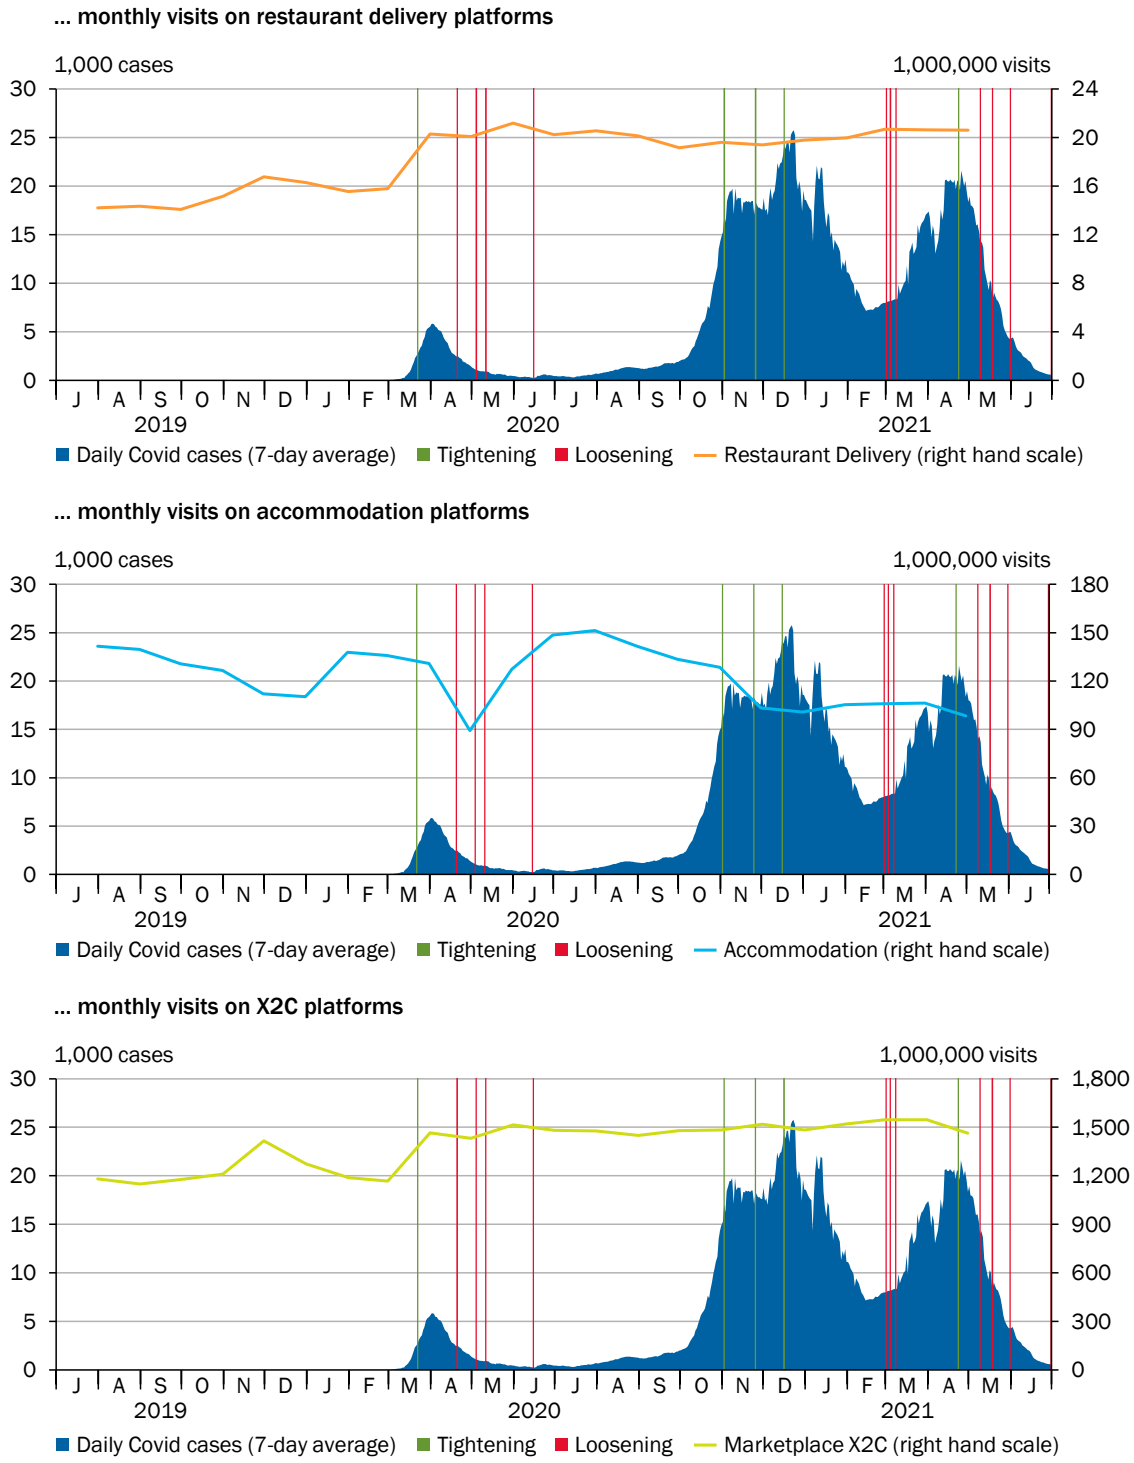 ... monthly visits on restaurant delivery platforms
1,000 cases 1,000,000 visits
30 24
25 20
20 16
15 12
10 8
5 4
0 0
J A S O N D J F M A M J J A S O N D J F M A M J
2019 2020 2021
Daily Covid cases (7-day average) Tightening Loosening Restaurant Delivery (right hand scale)
... monthly visits on accommodation platforms
1,000 cases 1,000,000 visits
30 180
25 150
20 120
15 90
10 60
5 30
0 0
J A S O N D J F M A M J J A S O N D J F M A M J
2019 2020 2021
Daily Covid cases (7-day average) Tightening Loosening Accommodation (right hand scale)
... monthly visits on X2C platforms
1,000 cases 1,000,000 visits
30 1,800
25 1,500
20 1,200
15 900
10 600
5 300
0 0
J A S O N D J F M A M J J A S O N D J F M A M J
2019 2020 2021
Daily Covid cases (7-day average) Tightening Loosening Marketplace X2C (right hand scale)